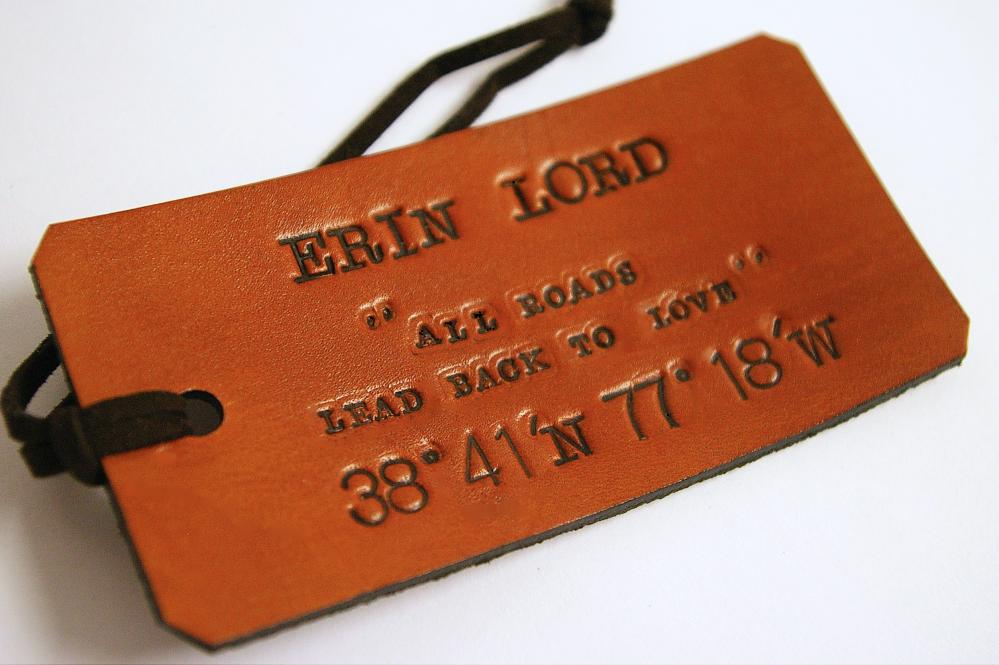 ERIN LORD
"ALL ROADS
LEAD BACK TO LOVE"
38° 41'N 77° 18'W